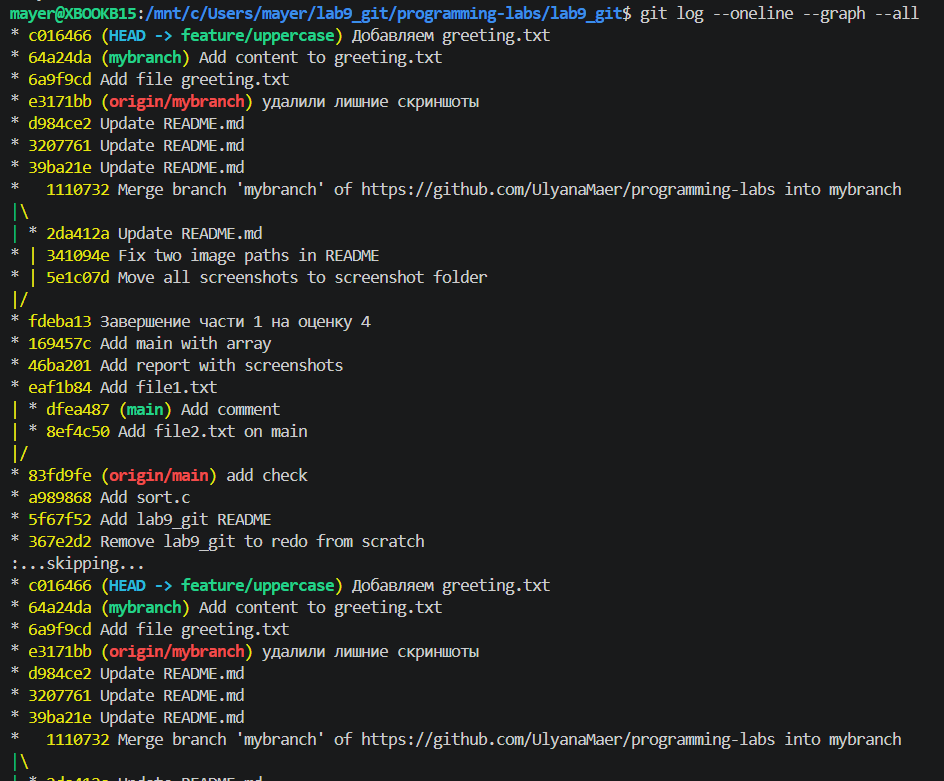 mayer@XBOOKB15:/mnt/c/Users/mayer/lab9_git/programming-labs/lab9_git$ git log --oneline --graph --all
* c016466 (HEAD -> feature/uppercase) Добавляем greeting.txt
* 64a24da (mybranch) Add content to greeting.txt
* 6a9f9cd Add file greeting.txt
* e3171bb (origin/mybranch) удалили лишние скриншоты
* d984ce2 Update README.md
* 3207761 Update README.md
* 39ba21e Update README.md
*   1110732 Merge branch 'mybranch' of https://github.com/UlyanaMaer/programming-labs into mybranch
|\
| * 2da412a Update README.md
* | 341094e Fix two image paths in README
* | 5e1c07d Move all screenshots to screenshot folder
|/
* fdeba13 Завершение части 1 на оценку 4
* 169457c Add main with array
* 46ba201 Add report with screenshots
* eaf1b84 Add file1.txt
| * dfea487 (main) Add comment
| * 8ef4c50 Add file2.txt on main
|/
* 83fd9fe (origin/main) add check
* a989868 Add sort.c
* 5f67f52 Add lab9_git README
* 367e2d2 Remove lab9_git to redo from scratch
:...skipping...
* c016466 (HEAD -> feature/uppercase) Добавляем greeting.txt
* 64a24da (mybranch) Add content to greeting.txt
* 6a9f9cd Add file greeting.txt
* e3171bb (origin/mybranch) удалили лишние скриншоты
* d984ce2 Update README.md
* 3207761 Update README.md
* 39ba21e Update README.md
*   1110732 Merge branch 'mybranch' of https://github.com/UlyanaMaer/programming-labs into mybranch
|\
| * 2da412a Update README.md